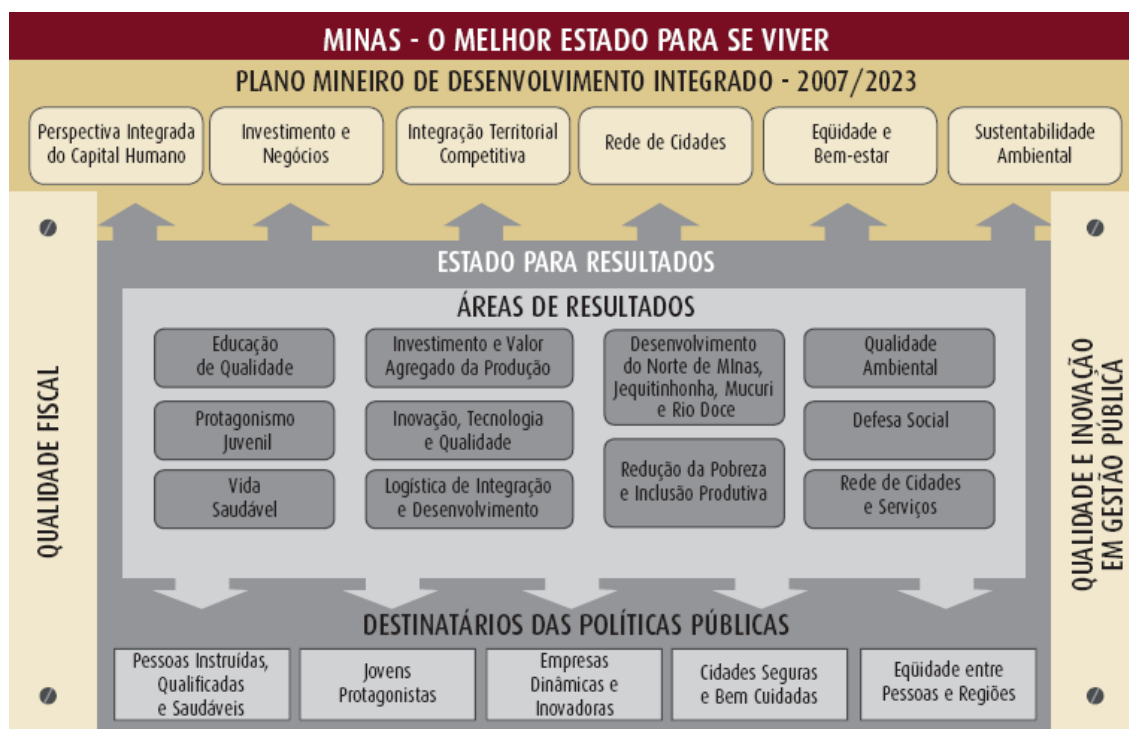 MINAS - O MELHOR ESTADO PARA SE VIVER
PLANO MINEIRO DE DESENVOLVIMENTO INTEGRADO - 2007/2023
Perspectiva Integrada
do Capital Humano
Investimento e
Negócios
Integração Territorial
Competitiva
Rede de Cidades
Eqüidade e
Bem-estar
Sustentabilidade
Ambiental
QUALIDADE FISCAL
ESTADO PARA RESULTADOS
ÁREAS DE RESULTADOS
Educação
de Qualidade
Protagonismo
Juvenil
Vida
Saudável
Investimento e Valor
Agregado da Produção
Inovação, Tecnologia
e Qualidade
Logística de Integração
e Desenvolvimento
Desenvolvimento
do Norte de MInas,
Jequitinhonha, Mucuri
e Rio Doce
Redução da Pobreza
e Inclusão Produtiva
Qualidade
Ambiental
Defesa Social
Rede de Cidades
e Serviços
QUALIDADE E INOVAÇÃO
EM GESTÃO PÚBLICA
DESTINATÁRIOS DAS POLÍTICAS PÚBLICAS
Pessoas Instruídas,
Qualificadas
e Saudáveis
Jovens
Protagonistas
Empresas
Dinâmicas e
Inovadoras
Cidades Seguras
e Bem Cuidadas
Eqüidade entre
Pessoas e Regiões